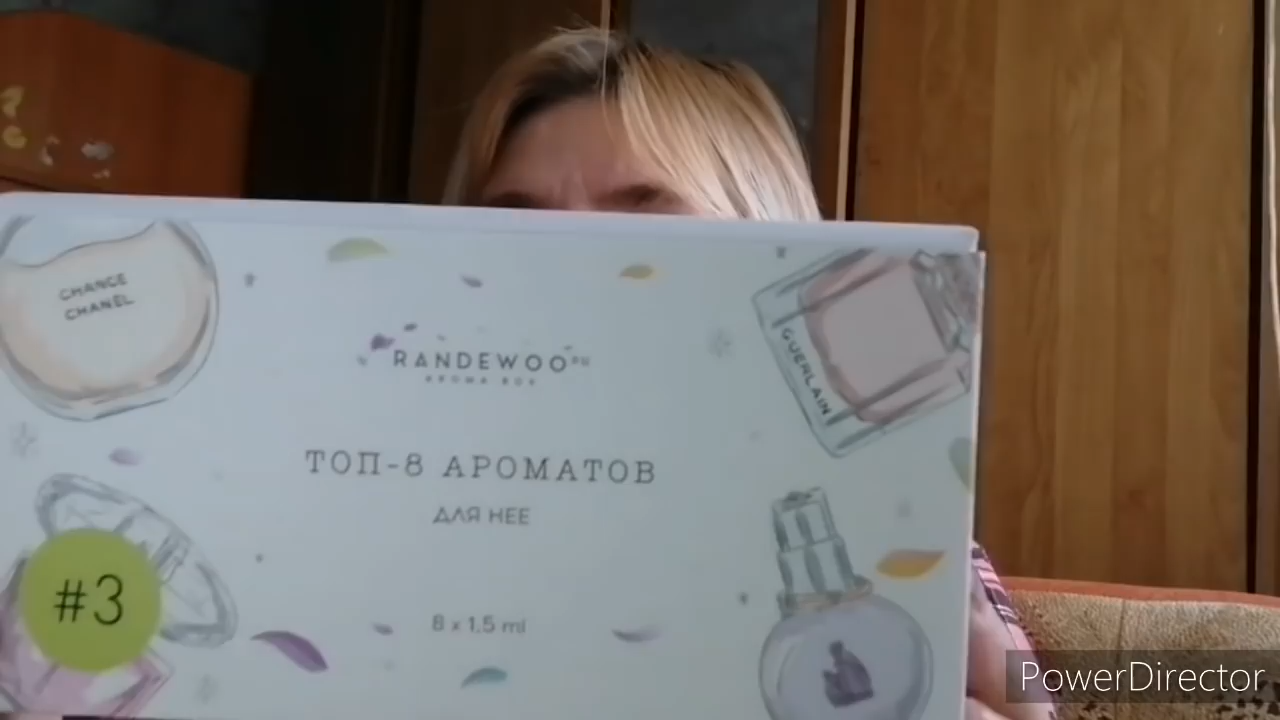 CHANCE
CHANEL
GUERLAIN
RANDEWOO RU
AROMA BOX
ТОП-8 АРОМАТОВ
ДЛЯ НЕЕ
#3
8 x 1,5 ml
PowerDirector